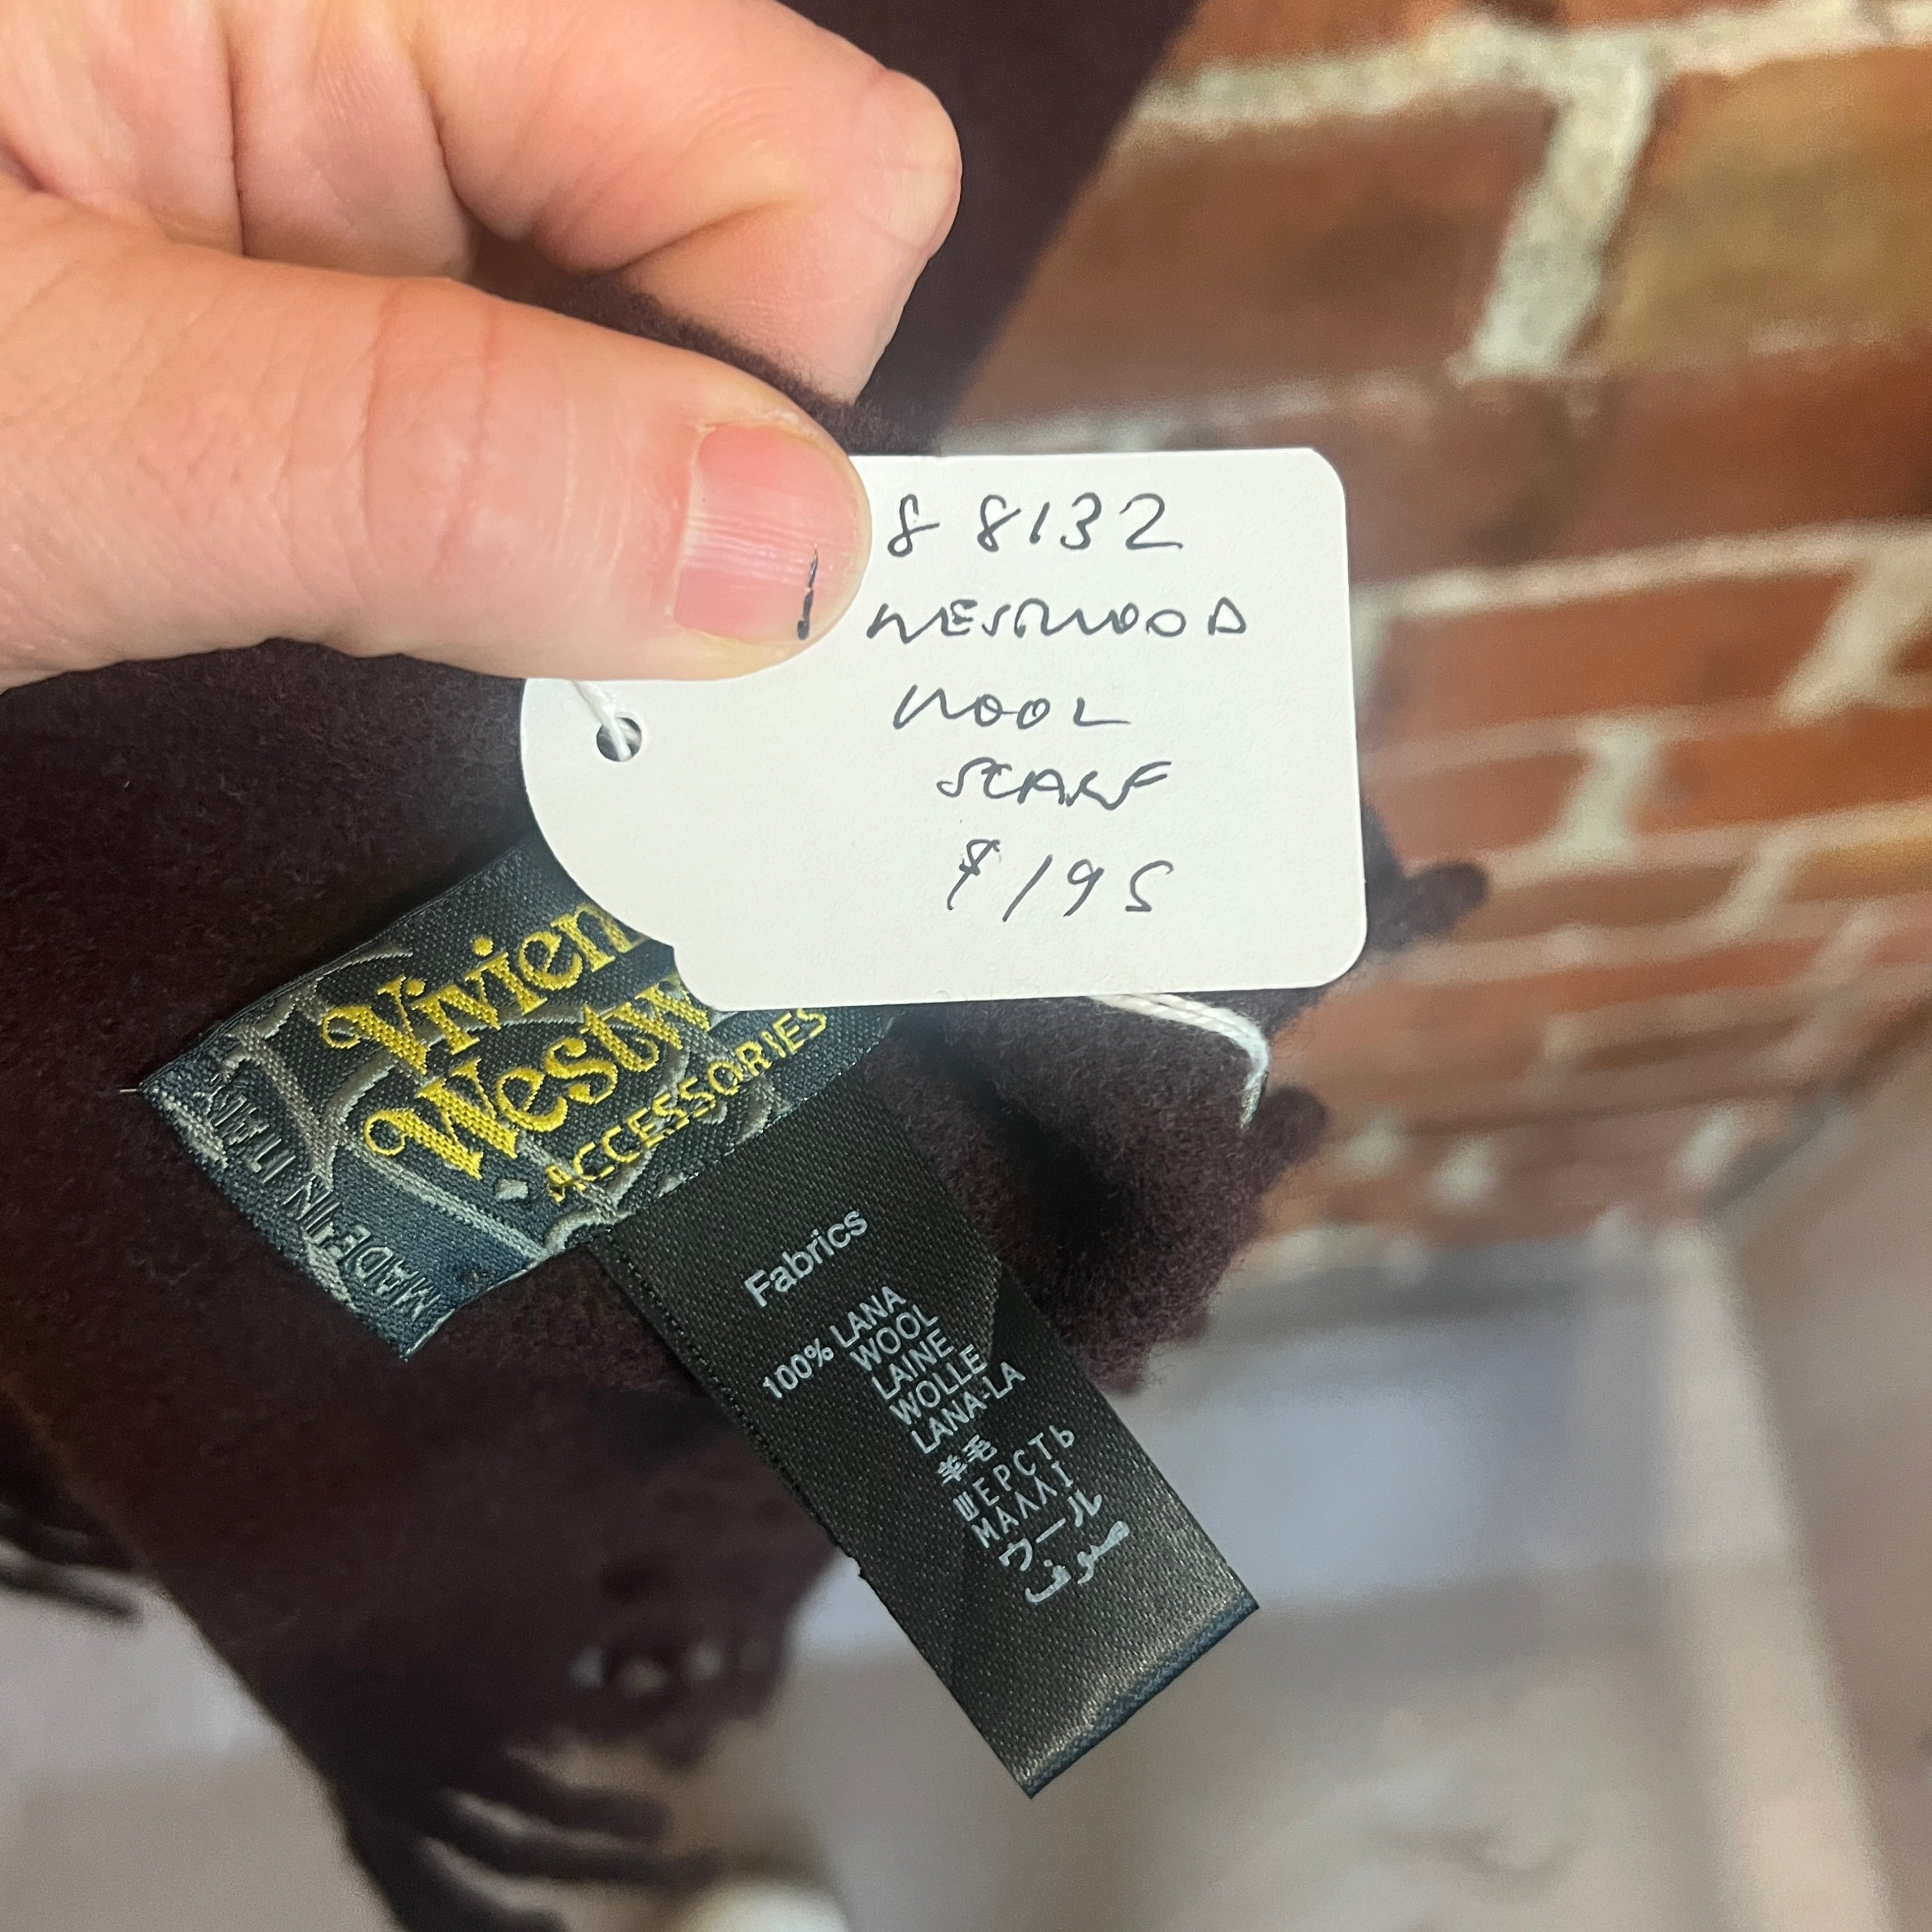 8 8132
WESTWOOD
WOOL
SCARF
$195
Vivien
Westw
ACCESSORIES
MADE IN ITALY
Fabrics
100% LANA
WOOL
LAINE
WOLLE
LANA-LA
羊毛
ШЕРСТЬ
ΜΑΛΛΙ
ウール
صوف